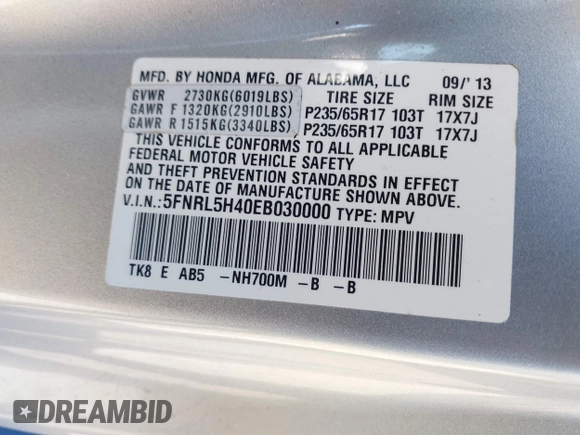 MFD. BY HONDA MFG. OF ALABAMA, LLC 09/'13
GVWR 2730KG(6019LBS) TIRE SIZE RIM SIZE
GAWR F 1320KG(2910LBS) P235/65R17 103T 17X7J
GAWR R 1515KG(3340LBS) P235/65R17 103T 17X7J
THIS VEHICLE CONFORMS TO ALL APPLICABLE
FEDERAL MOTOR VEHICLE SAFETY
AND THEFT PREVENTION STANDARDS IN EFFECT
ON THE DATE OF MANUFACTURE SHOWN ABOVE.
V.I.N.:5FNRL5H40EB030000 TYPE: MPV
TK8 E AB5 -NH700M -B -B
DREAMBID